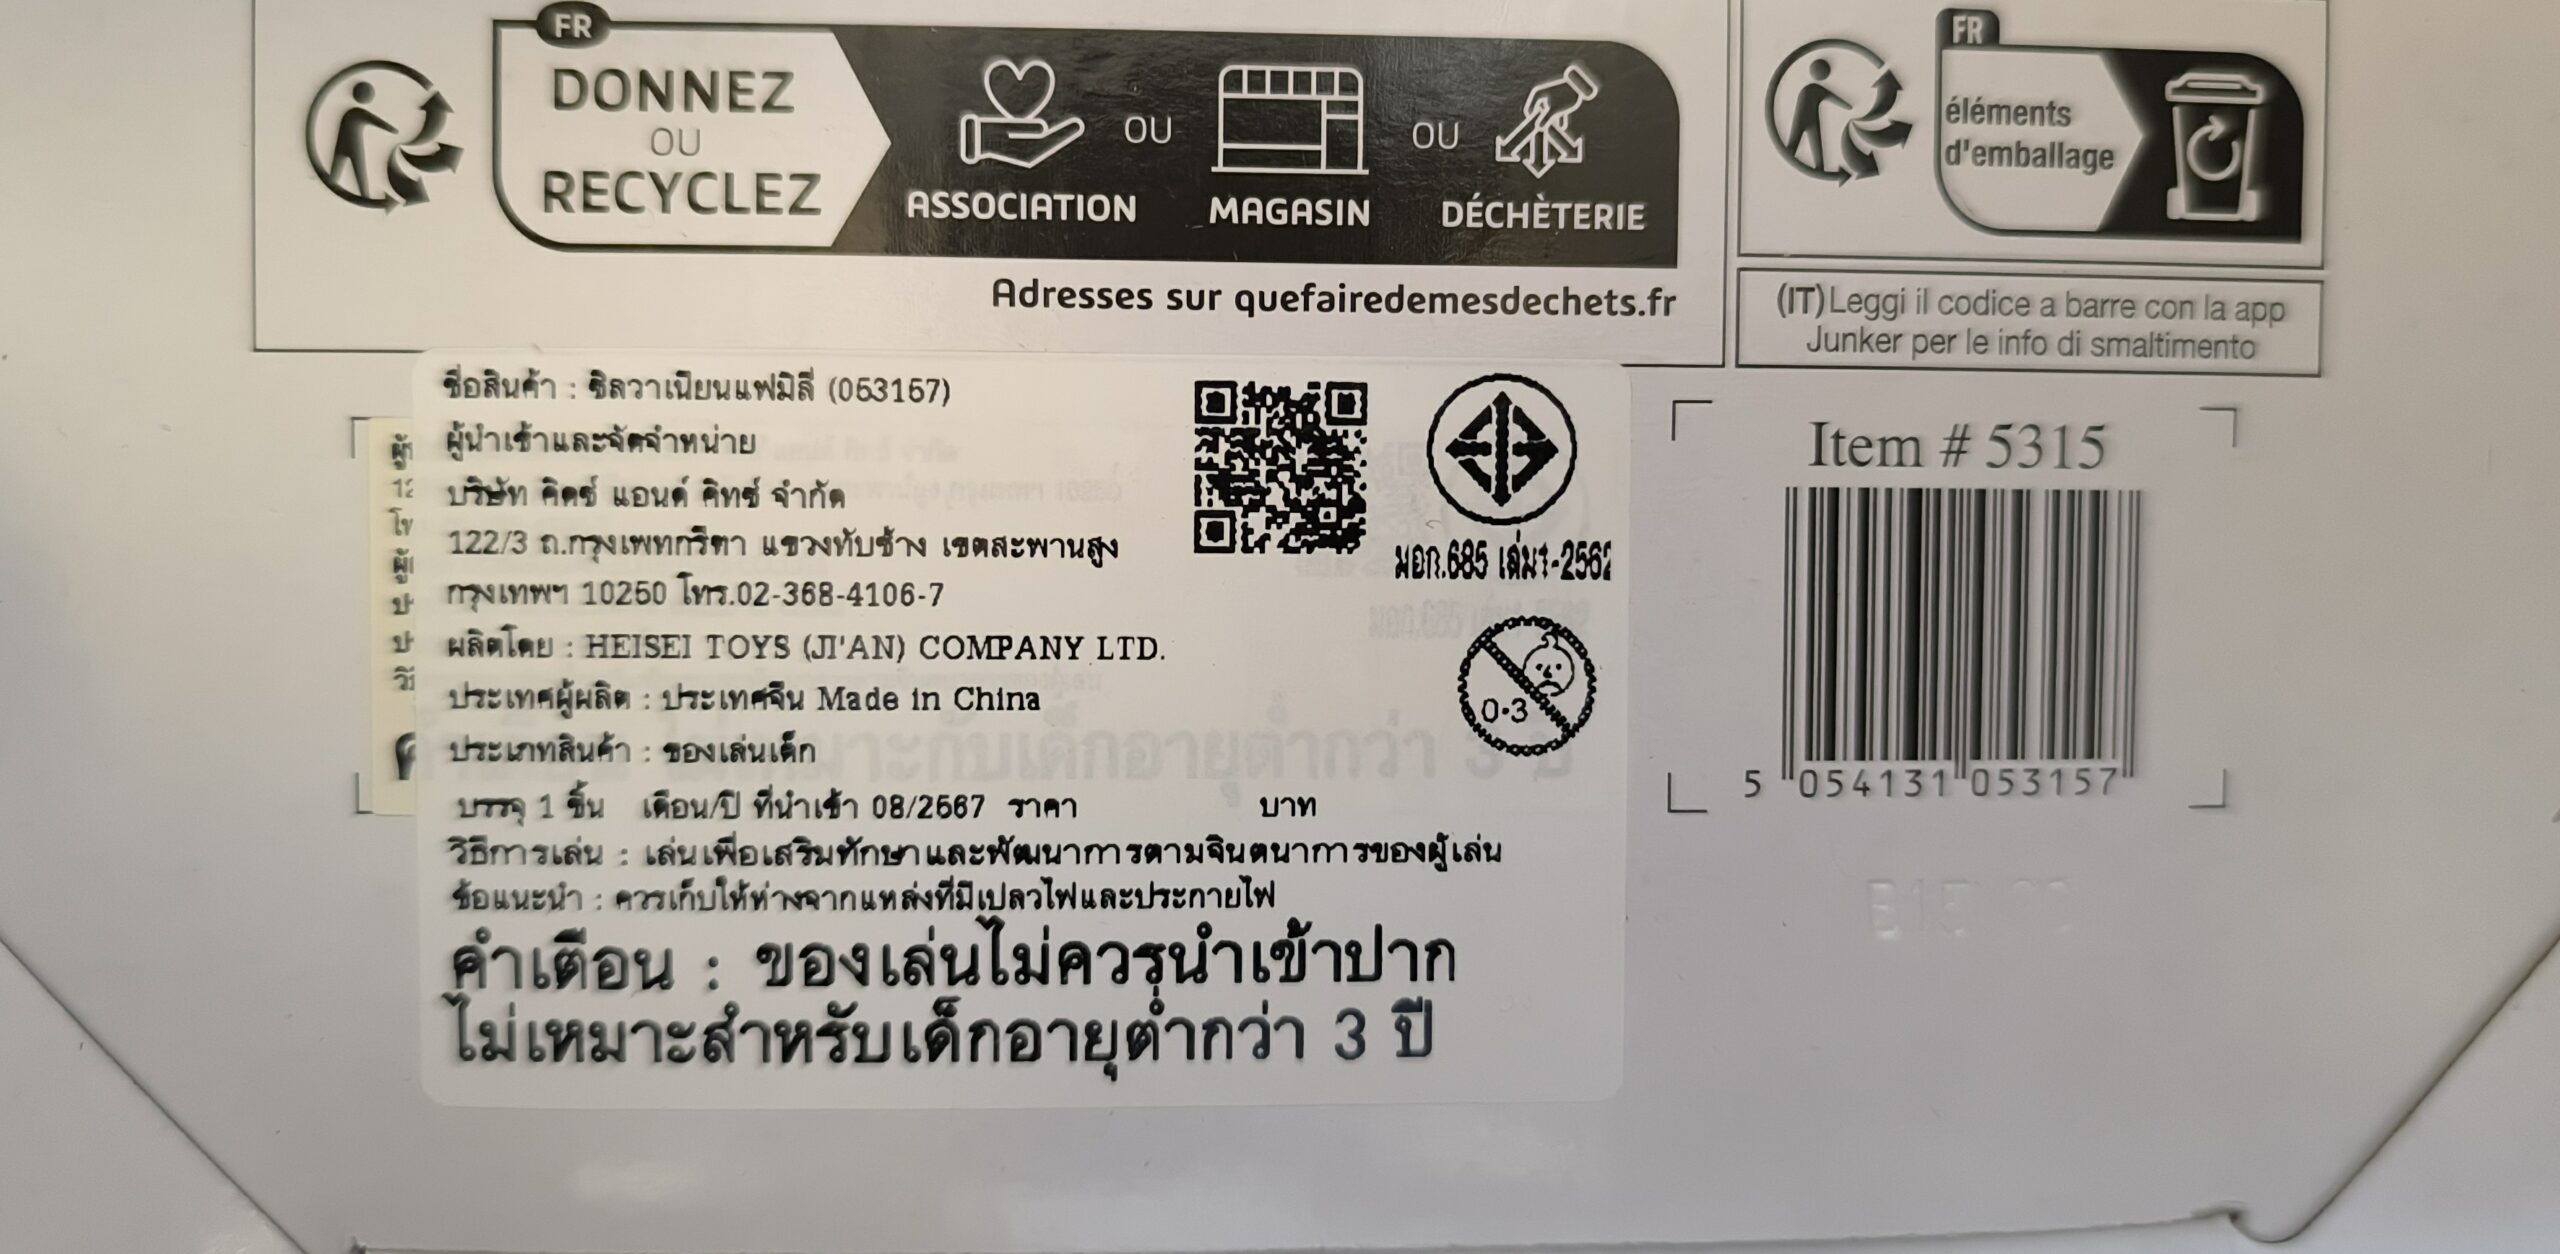 FR
DONNEZ
OU
RECYCLEZ
ASSOCIATION
OU
MAGASIN
OU
DÉCHÈTERIE
Adresses sur quefairedemesdechets.fr
FR
éléments
d'emballage
(IT)Leggi il codice a barre con la app
Junker per le info di smaltimento
ชื่อสินค้า : ซิลวาเนียนแฟมิลี่ (053157)
ผู้นำเข้าและจัดจำหน่าย
บริษัท คิดซ์ แอนด์ คิทซ์ จำกัด
122/3 ถ.กรุงเทพกรีฑา แขวงทับช้าง เขตสะพานสูง
กรุงเทพฯ 10250 โทร.02-368-4106-7
ผลิตโดย : HEISEI TOYS (JI'AN) COMPANY LTD.
ประเทศผู้ผลิต : ประเทศจีน Made in China
ประเภทสินค้า : ของเล่นเด็ก
บรรจุ 1 ชิ้น เดือน/ปี ที่นำเข้า 08/2567 ราคา บาท
วิธีการเล่น : เล่นเพื่อเสริมทักษาและพัฒนาการตามจินตนาการของผู้เล่น
ข้อแนะนำ : ควรเก็บให้ห่างจากแหล่งที่มีเปลวไฟและประกายไฟ
คำเตือน : ของเล่นไม่ควรนำเข้าปาก
ไม่เหมาะสำหรับเด็กอายุต่ำกว่า 3 ปี
มอก.685 เล่ม1-2562
0-3
Item # 5315
5 054131 053157